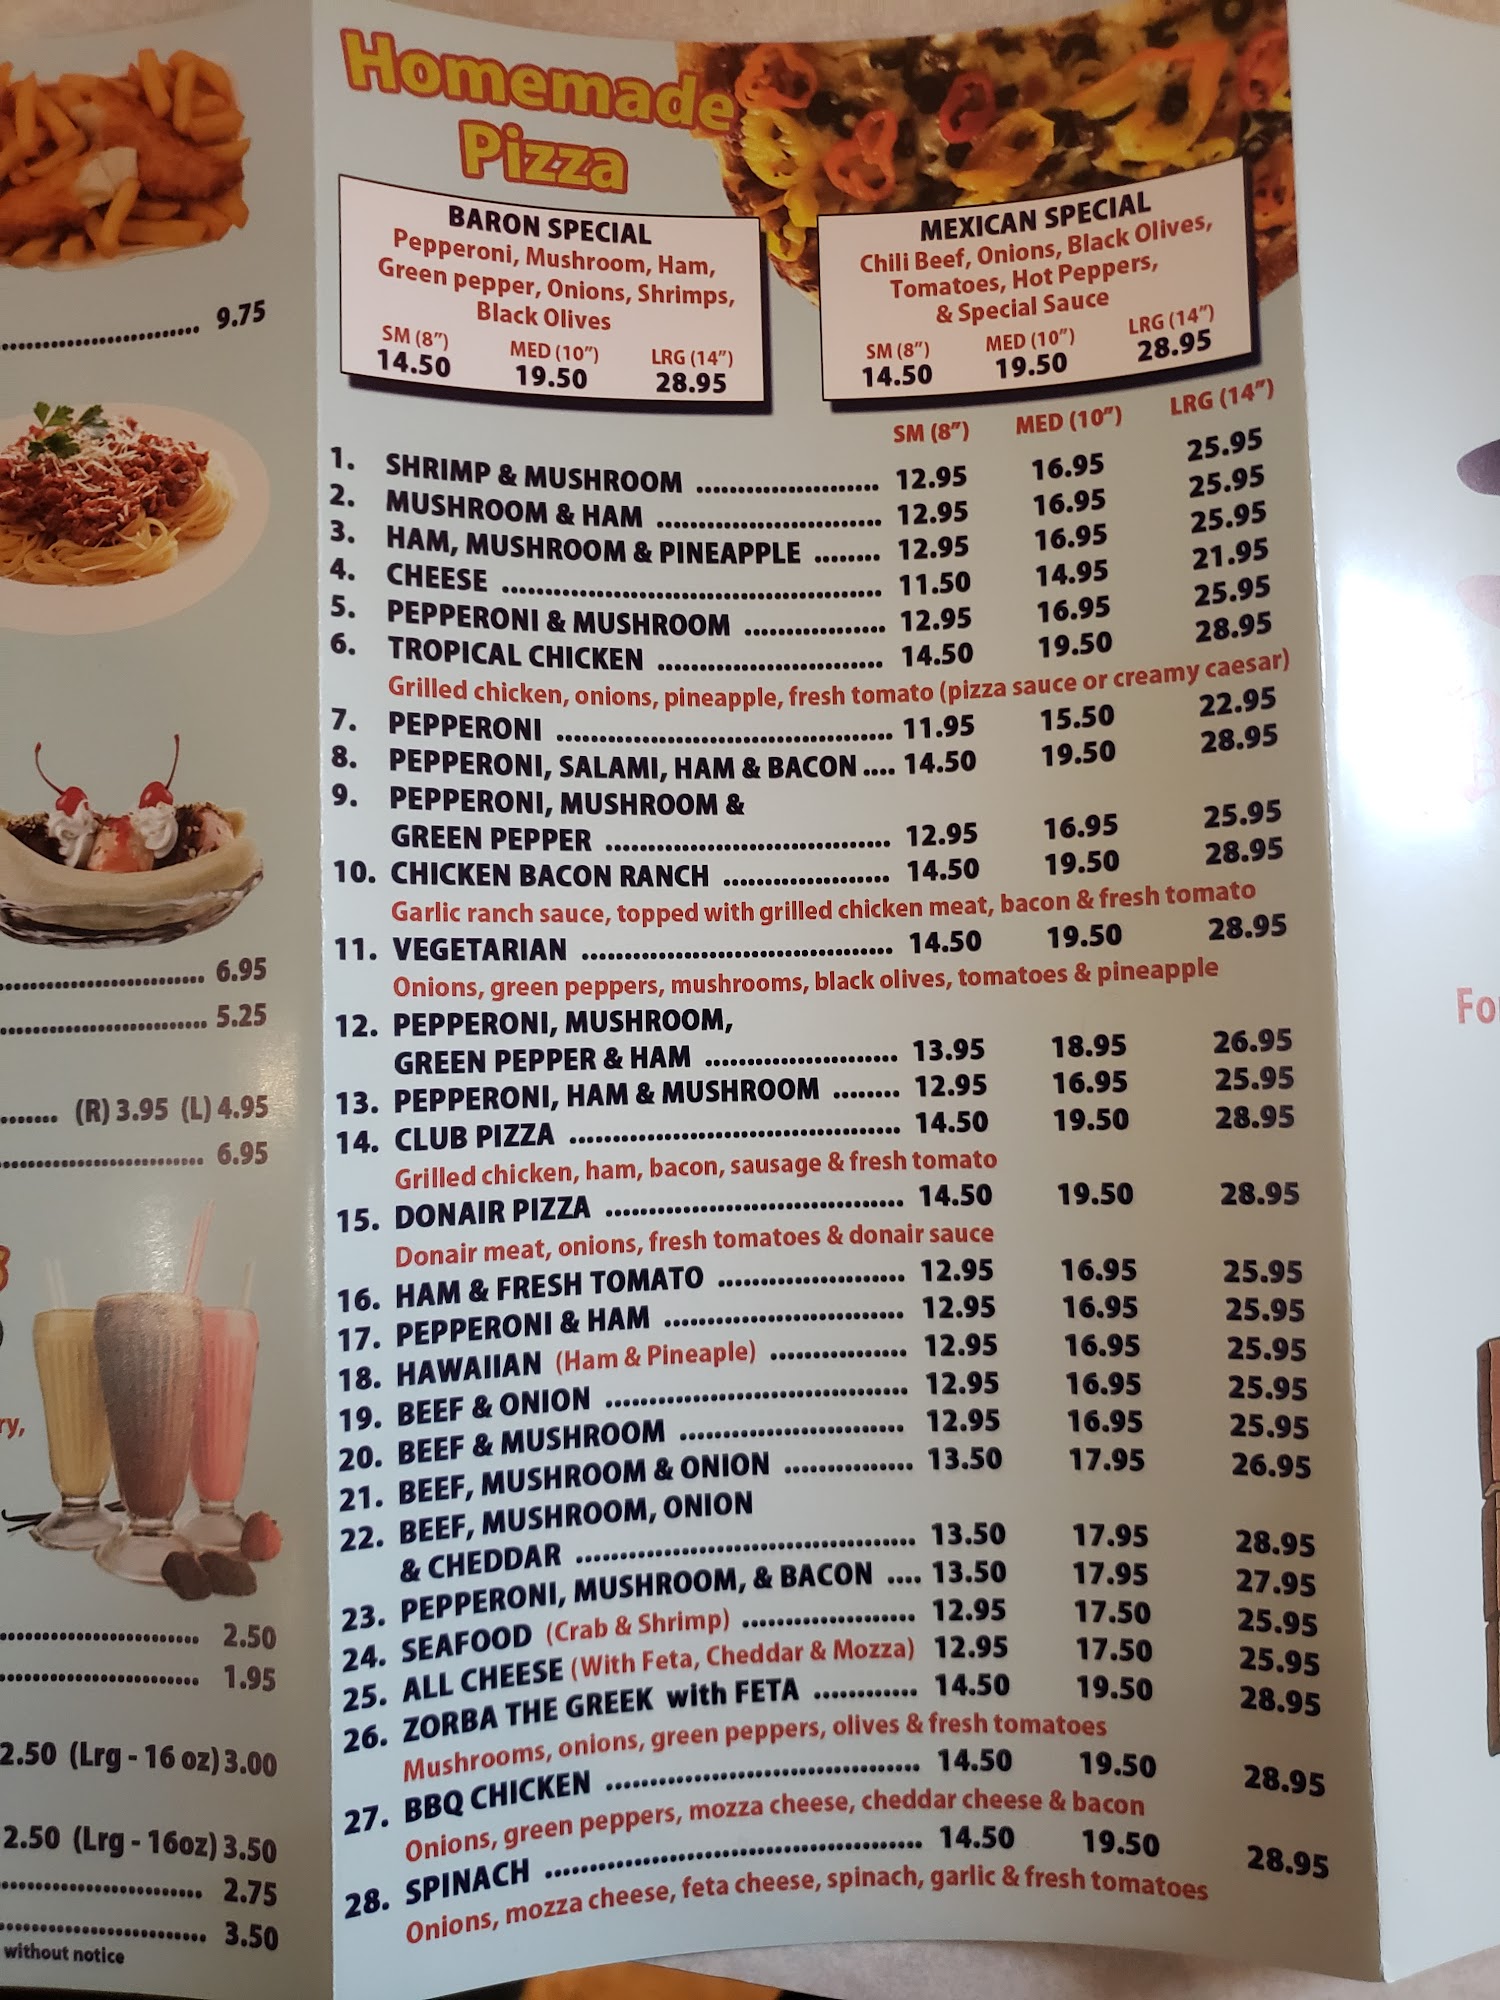 9.75
6.95
5.25
(R) 3.95 (L) 4.95
6.95
ry,
2.50
1.95
2.50 (Lrg - 16 oz) 3.00
2.50 (Lrg - 16oz) 3.50
2.75
3.50
without notice
Homemade
Pizza
BARON SPECIAL
Pepperoni, Mushroom, Ham,
Green pepper, Onions, Shrimps,
Black Olives
SM (8") MED (10") LRG (14")
14.50 19.50 28.95
MEXICAN SPECIAL
Chili Beef, Onions, Black Olives,
Tomatoes, Hot Peppers,
& Special Sauce
SM (8") MED (10") LRG (14")
14.50 19.50 28.95
SM (8") MED (10") LRG (14")
1. SHRIMP & MUSHROOM ...................... 12.95 16.95 25.95
2. MUSHROOM & HAM ........................... 12.95 16.95 25.95
3. HAM, MUSHROOM & PINEAPPLE ........ 12.95 16.95 25.95
4. CHEESE .............................................. 11.50 14.95 21.95
5. PEPPERONI & MUSHROOM ................. 12.95 16.95 25.95
6. TROPICAL CHICKEN ........................... 14.50 19.50 28.95
Grilled chicken, onions, pineapple, fresh tomato (pizza sauce or creamy caesar)
7. PEPPERONI ......................................... 11.95 15.50 22.95
8. PEPPERONI, SALAMI, HAM & BACON .... 14.50 19.50 28.95
9. PEPPERONI, MUSHROOM &
GREEN PEPPER .................................. 12.95 16.95 25.95
10. CHICKEN BACON RANCH .................... 14.50 19.50 28.95
Garlic ranch sauce, topped with grilled chicken meat, bacon & fresh tomato
11. VEGETARIAN ...................................... 14.50 19.50 28.95
Onions, green peppers, mushrooms, black olives, tomatoes & pineapple
12. PEPPERONI, MUSHROOM,
GREEN PEPPER & HAM ....................... 13.95 18.95 26.95
13. PEPPERONI, HAM & MUSHROOM ........ 12.95 16.95 25.95
14. CLUB PIZZA ........................................ 14.50 19.50 28.95
Grilled chicken, ham, bacon, sausage & fresh tomato
15. DONAIR PIZZA .................................... 14.50 19.50 28.95
Donair meat, onions, fresh tomatoes & donair sauce
16. HAM & FRESH TOMATO ....................... 12.95 16.95 25.95
17. PEPPERONI & HAM ............................. 12.95 16.95 25.95
18. HAWAIIAN (Ham & Pineaple) ................. 12.95 16.95 25.95
19. BEEF & ONION .................................... 12.95 16.95 25.95
20. BEEF & MUSHROOM ........................... 12.95 16.95 25.95
21. BEEF, MUSHROOM & ONION ............... 13.50 17.95 26.95
22. BEEF, MUSHROOM, ONION
& CHEDDAR ......................................... 13.50 17.95 28.95
23. PEPPERONI, MUSHROOM, & BACON .... 13.50 17.95 27.95
24. SEAFOOD (Crab & Shrimp) ..................... 12.95 17.50 25.95
25. ALL CHEESE (With Feta, Cheddar & Mozza) 12.95 17.50 25.95
26. ZORBA THE GREEK with FETA ............ 14.50 19.50 28.95
Mushrooms, onions, green peppers, olives & fresh tomatoes
27. BBQ CHICKEN ..................................... 14.50 19.50 28.95
Onions, green peppers, mozza cheese, cheddar cheese & bacon
28. SPINACH ............................................. 14.50 19.50 28.95
Onions, mozza cheese, feta cheese, spinach, garlic & fresh tomatoes